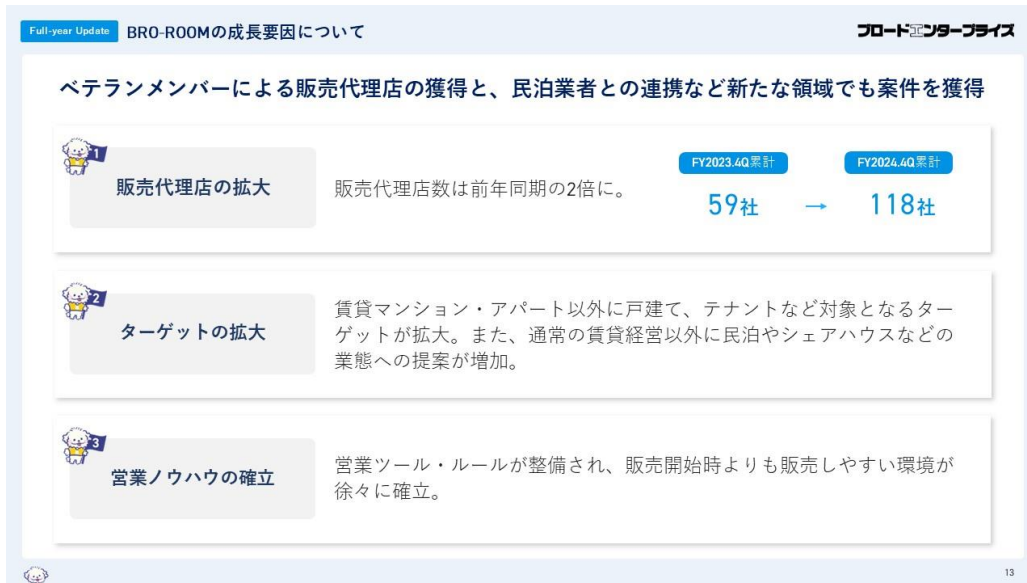 Full-year Update BRO-ROOMの成長要因について
ブロードエンタープライズ
ベテランメンバーによる販売代理店の獲得と、民泊業者との連携など新たな領域でも案件を獲得
1
販売代理店の拡大
販売代理店数は前年同期の2倍に。
FY2023.4Q累計
59社
→
FY2024.4Q累計
118社
2
ターゲットの拡大
賃貸マンション・アパート以外に戸建て、テナントなど対象となるター
ゲットが拡大。また、通常の賃貸経営以外に民泊やシェアハウスなどの
業態への提案が増加。
3
営業ノウハウの確立
営業ツール・ルールが整備され、販売開始時よりも販売しやすい環境が
徐々に確立。
13